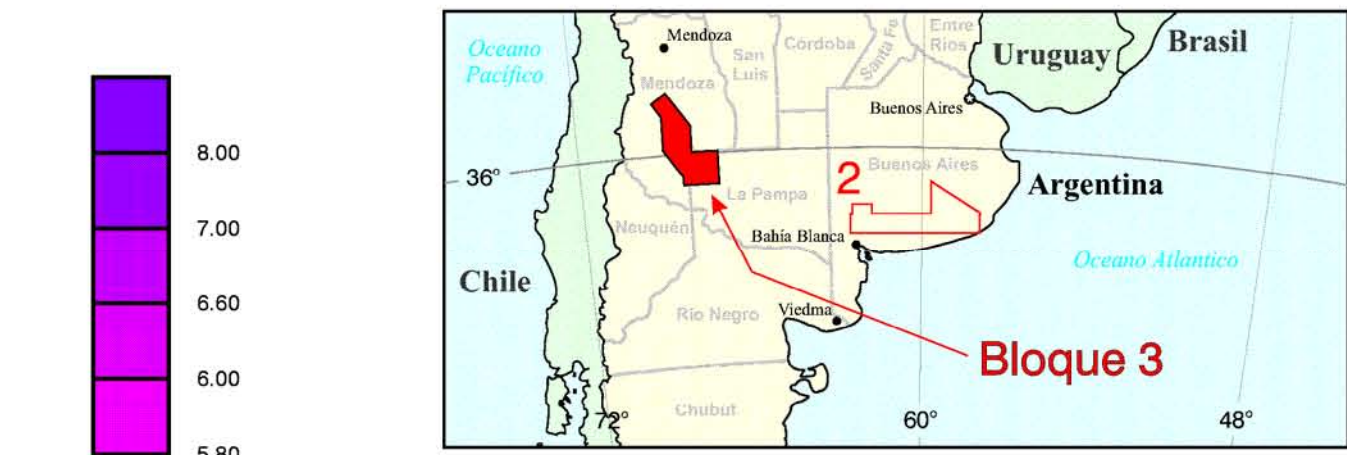 8.00
7.00
6.60
6.00
5.80
Oceano
Pacífico
Mendoza
Mendoza
San
Luis
Córdoba
Santa Fe
Entre
Rios
Uruguay
Brasil
Buenos Aires
36°
Buenos Aires
2
La Pampa
Argentina
Neuquén
Bahía Blanca
Oceano Atlantico
Chile
Río Negro
Viedma
Bloque 3
Chubut
72°
60°
48°